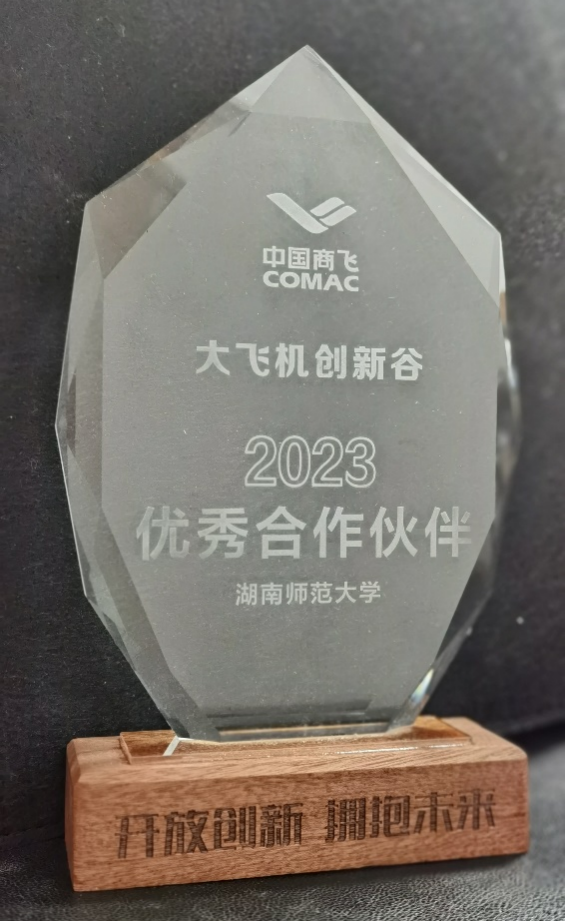 中国商飞
COMAC
大飞机创新谷
2023
优秀合作伙伴
湖南师范大学
开放创新 拥抱未来